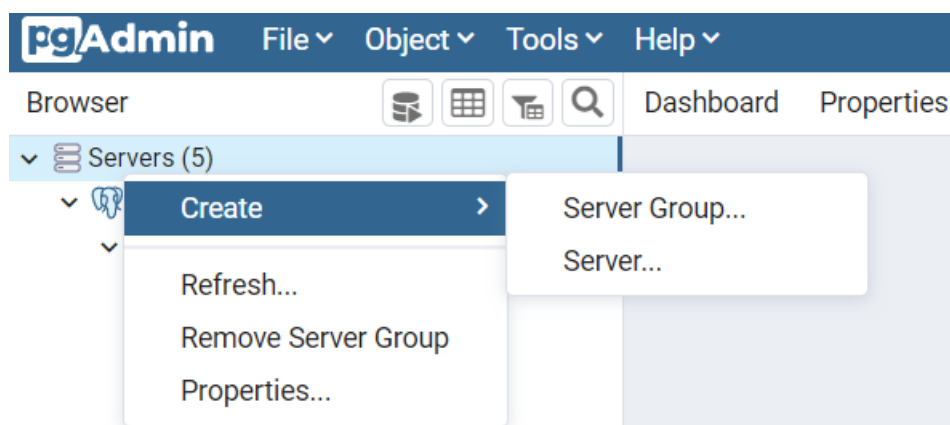 pgAdmin File Object Tools Help
Browser Dashboard Properties
Servers (5)
Create Server Group...
Server...
Refresh...
Remove Server Group
Properties...